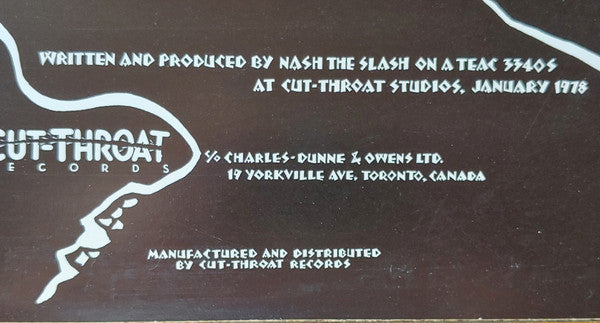 WRITTEN AND PRODUCED BY NASH THE SLASH ON A TEAC 3340S
AT CUT-THROAT STUDIOS, JANUARY 1978
CUT-THROAT
RECORDS
c/o CHARLES-DUNNE & OWENS LTD.
19 YORKVILLE AVE, TORONTO, CANADA
MANUFACTURED AND DISTRIBUTED
BY CUT-THROAT RECORDS